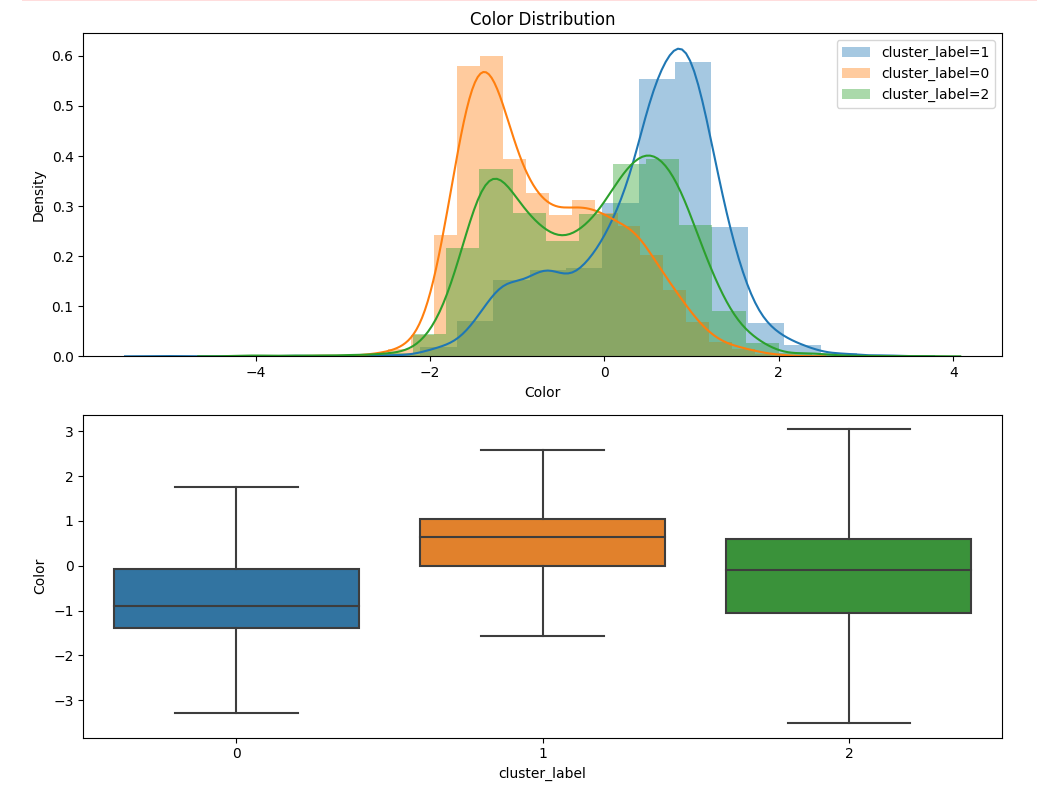 Color Distribution
0.6
0.5
0.4
0.3
0.2
0.1
0.0
Density
cluster_label=1
cluster_label=0
cluster_label=2
−4 −2 0 2 4
Color
3
2
1
0
−1
−2
−3
Color
0 1 2
cluster_label